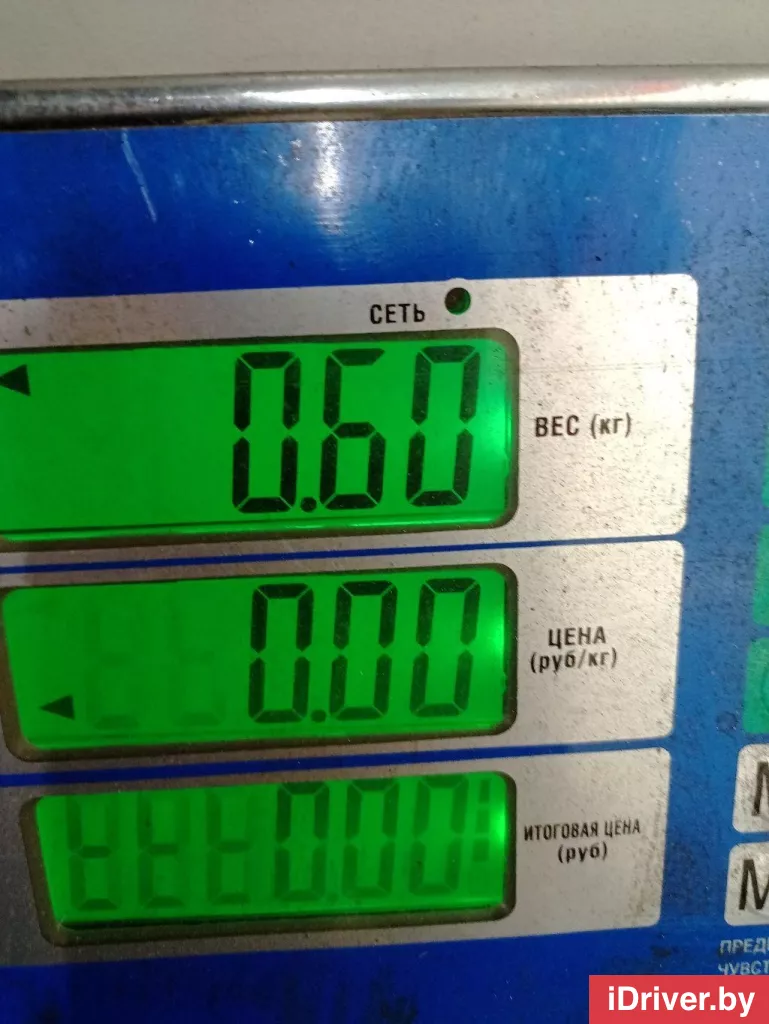 СЕТЬ
0.60
ВЕС (кг)
0.00
ЦЕНА
(руб/кг)
0.00
ИТОГОВАЯ ЦЕНА
(руб)
M
M
iDriver.by